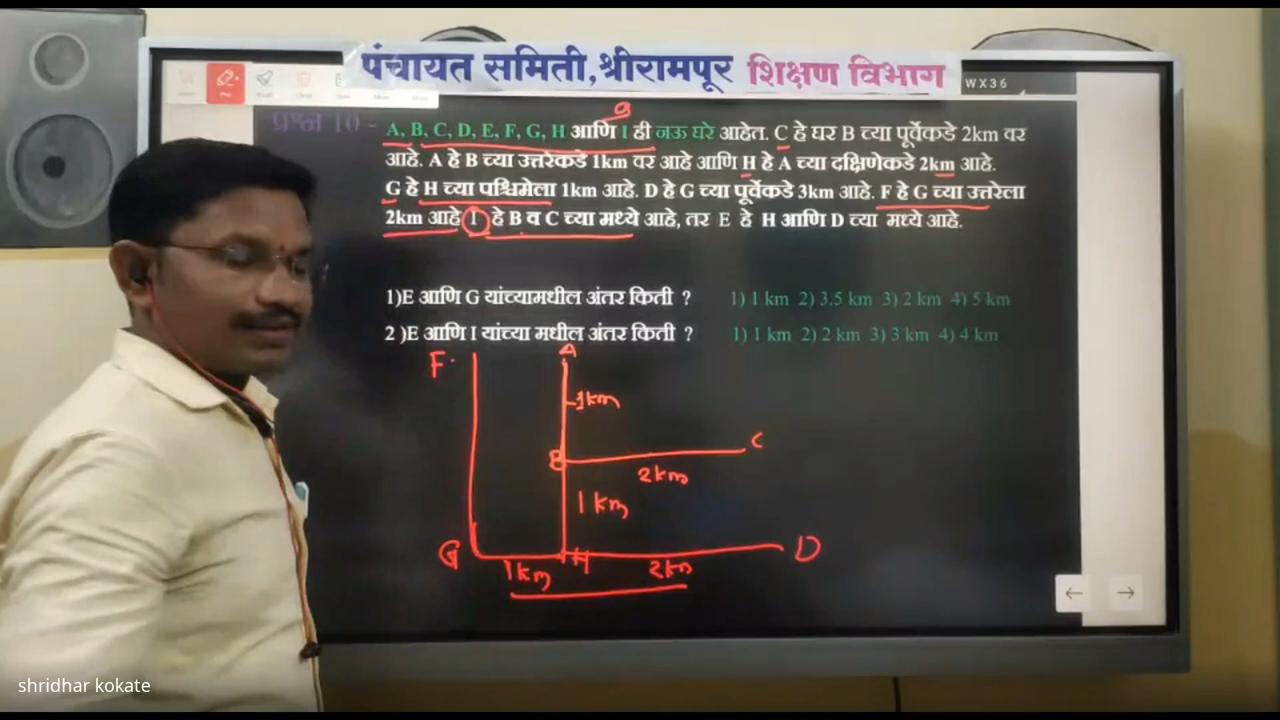 पंचायत समिती,श्रीरामपूर शिक्षण विभाग
WX36
9
प्रश्न 10 - A, B, C, D, E, F, G, H आणि I ही नऊ घरे आहेत. C हे घर B च्या पूर्वेकडे 2km वर
आहे. A हे B च्या उत्तरेकडे 1km वर आहे आणि H हे A च्या दक्षिणेकडे 2km आहे.
G हे H च्या पश्चिमेला 1km आहे. D हे G च्या पूर्वेकडे 3km आहे. F हे G च्या उत्तरेला
2km आहे I हे B व C च्या मध्ये आहे, तर E हे H आणि D च्या मध्ये आहे.
1)E आणि G यांच्यामधील अंतर किती ? 1) 1 km 2) 3.5 km 3) 2 km 4) 5 km
2 )E आणि I यांच्या मधील अंतर किती ? 1) 1 km 2) 2 km 3) 3 km 4) 4 km
F A
1km
B C
2km
1 km
G H D
1km 2km
shridhar kokate